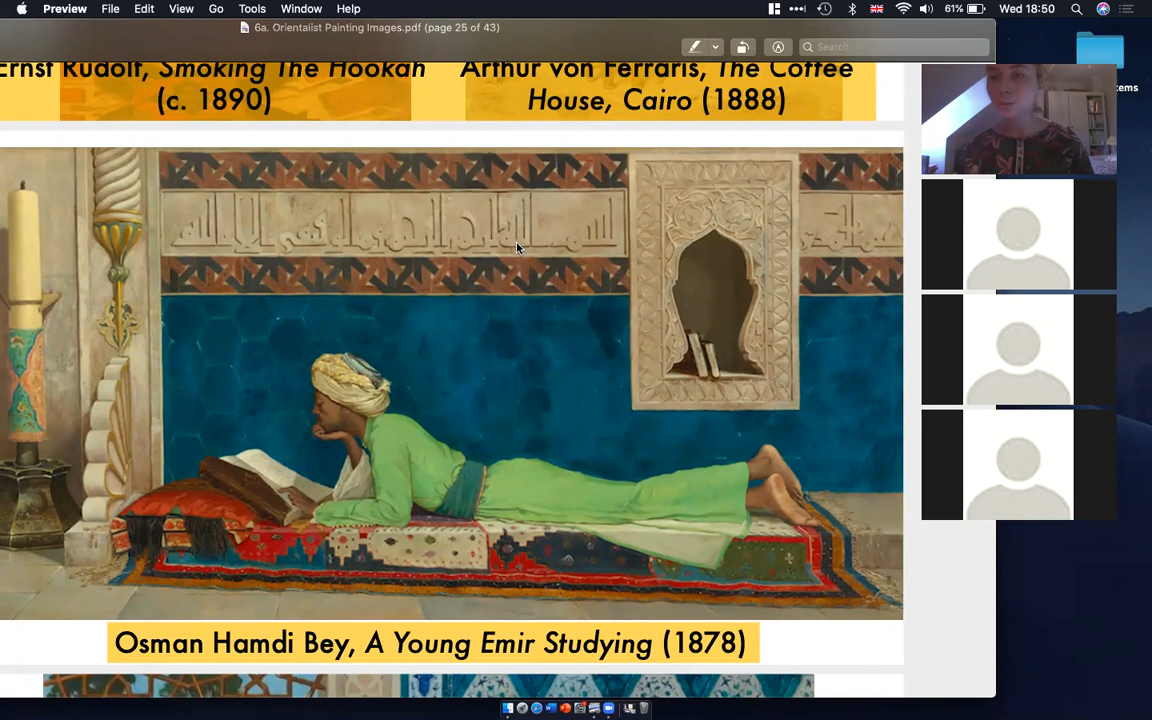 Preview File Edit View Go Tools Window Help 61% Wed 18:50
6a. Orientalist Painting Images.pdf (page 25 of 43)
Search
Ernst Rudolf, Smoking The Hookah
(c. 1890)
Arthur von Ferraris, The Coffee
House, Cairo (1888)
Osman Hamdi Bey, A Young Emir Studying (1878)